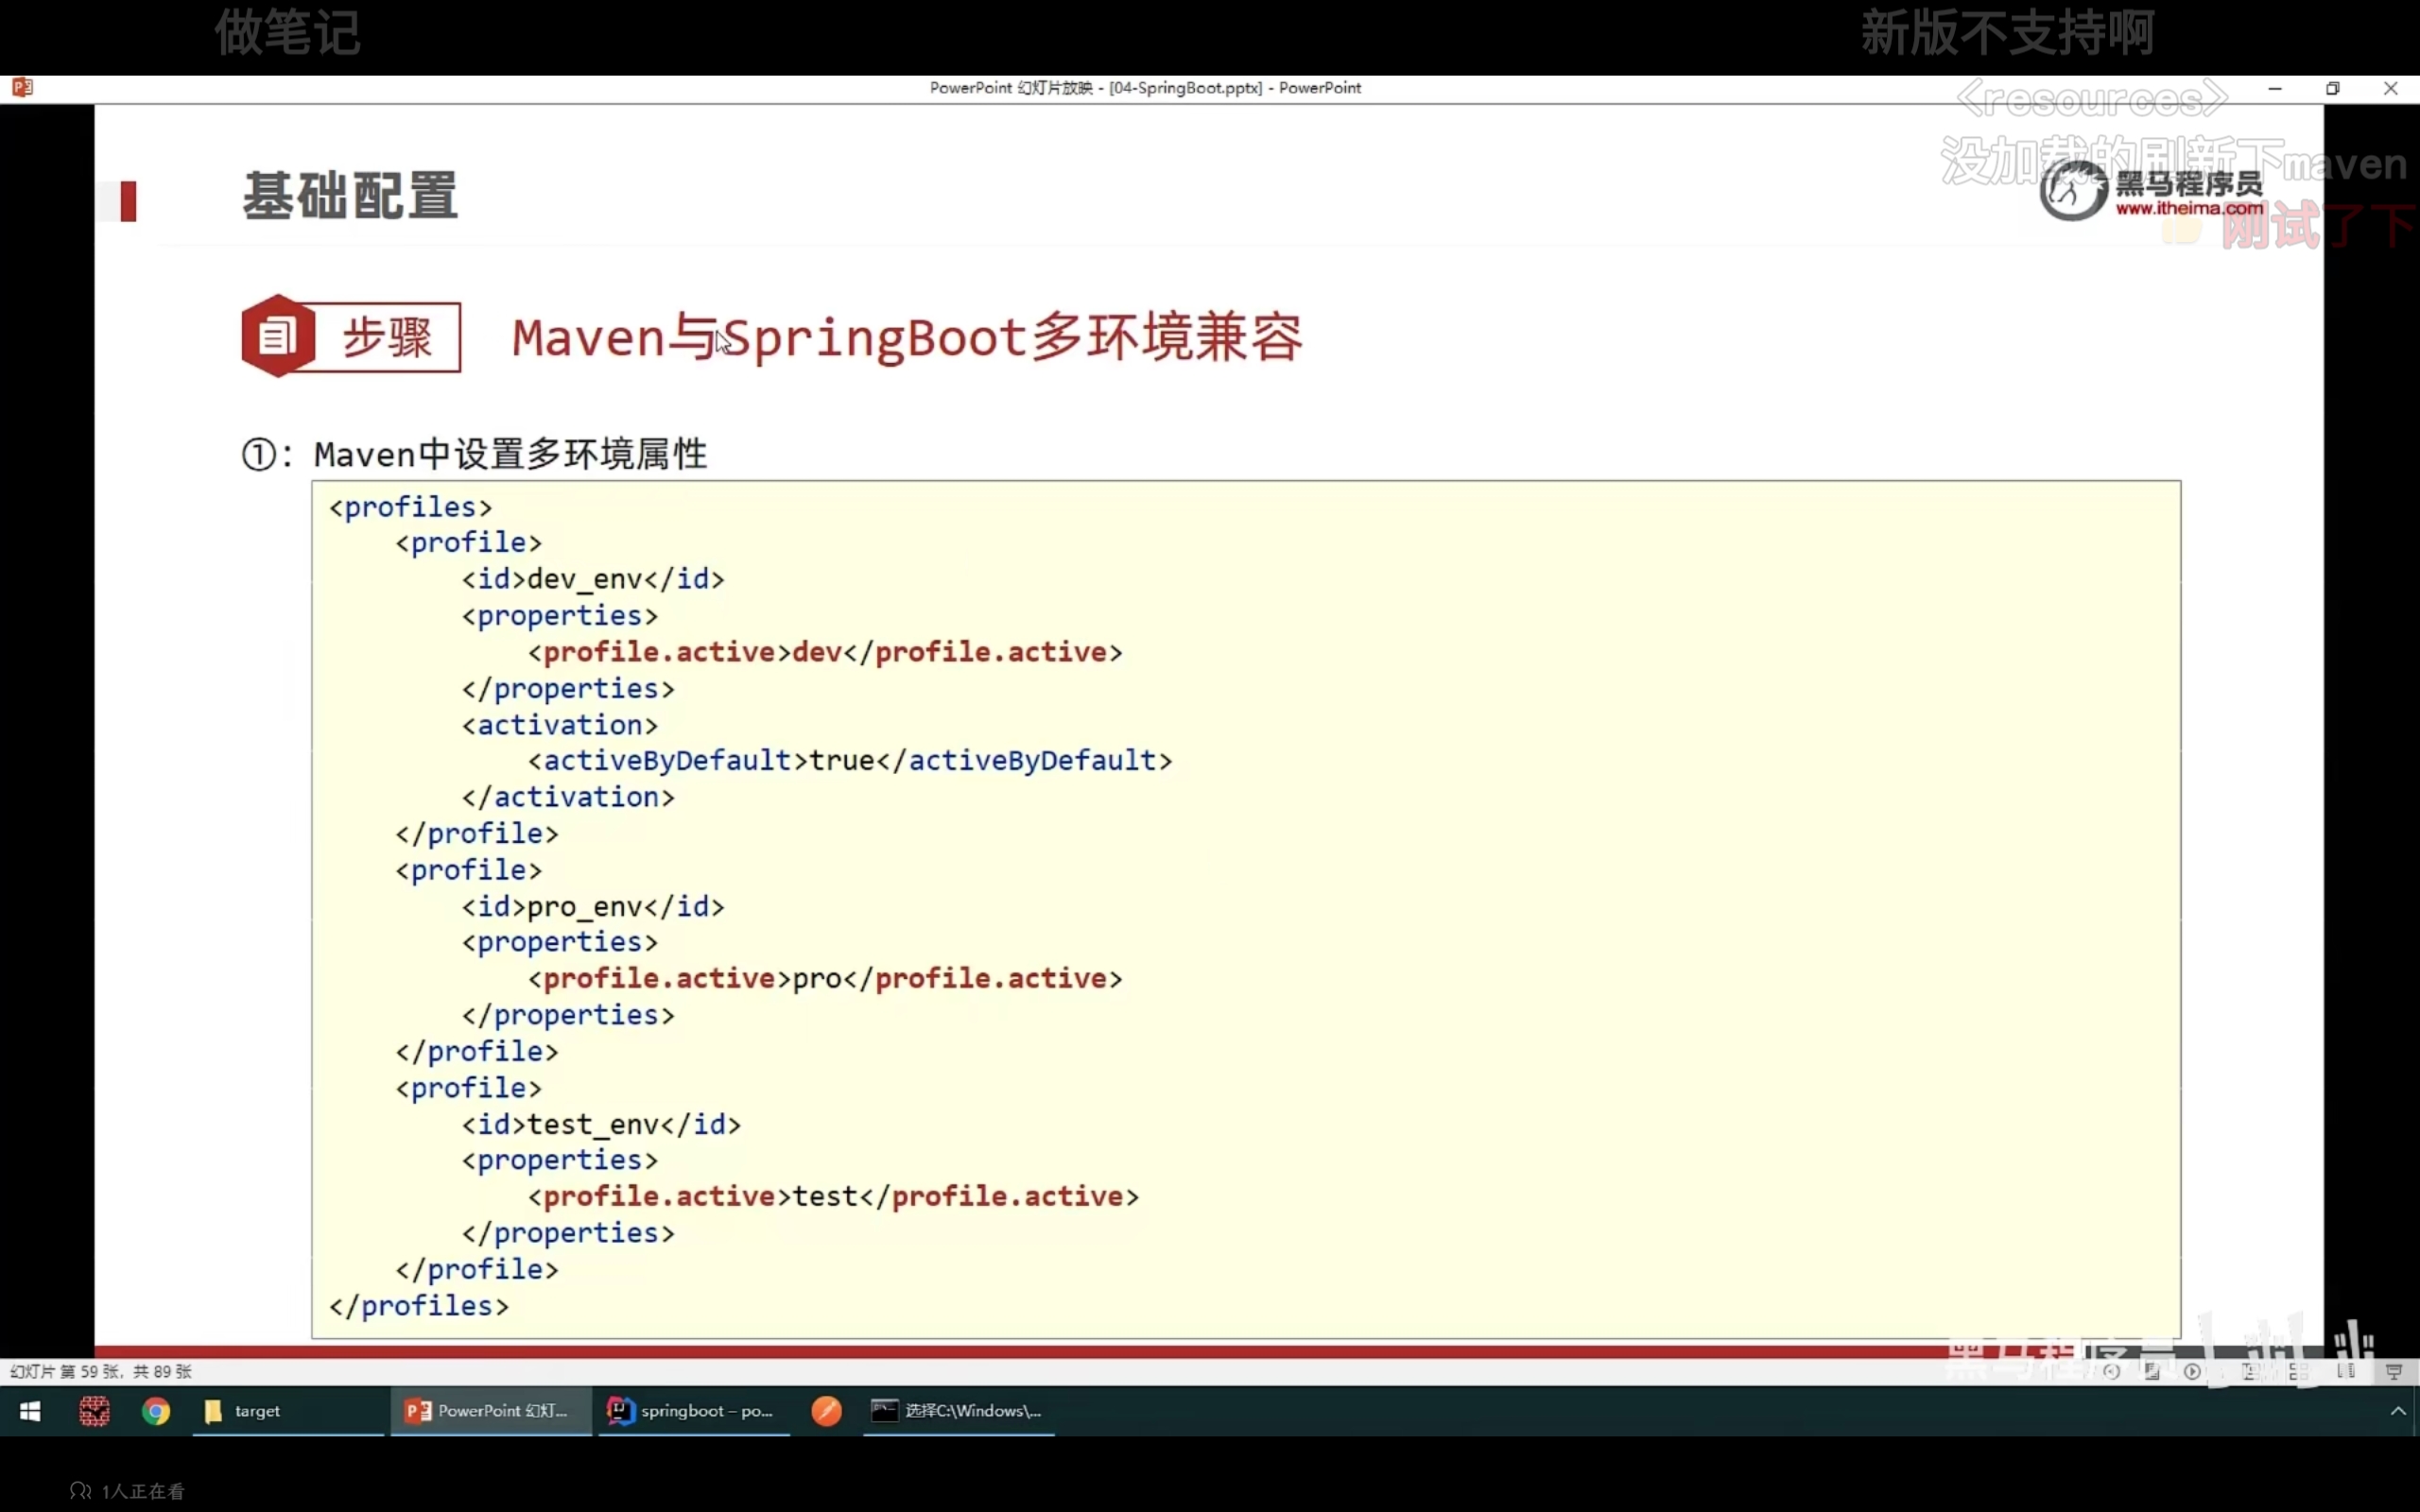 做笔记
新版不支持啊
PowerPoint 幻灯片放映 - [04-SpringBoot.pptx] - PowerPoint
<resources>
没加载的刷新下maven
基础配置
黑马程序员
www.itheima.com
刚试了下
步骤
Maven与SpringBoot多环境兼容
①：Maven中设置多环境属性
<profiles>
    <profile>
        <id>dev_env</id>
        <properties>
            <profile.active>dev</profile.active>
        </properties>
        <activation>
            <activeByDefault>true</activeByDefault>
        </activation>
    </profile>
    <profile>
        <id>pro_env</id>
        <properties>
            <profile.active>pro</profile.active>
        </properties>
    </profile>
    <profile>
        <id>test_env</id>
        <properties>
            <profile.active>test</profile.active>
        </properties>
    </profile>
</profiles>
黑马程序员
幻灯片 第 59 张，共 89 张
target
PowerPoint 幻灯...
springboot – po...
选择C:\Windows\...
1人正在看